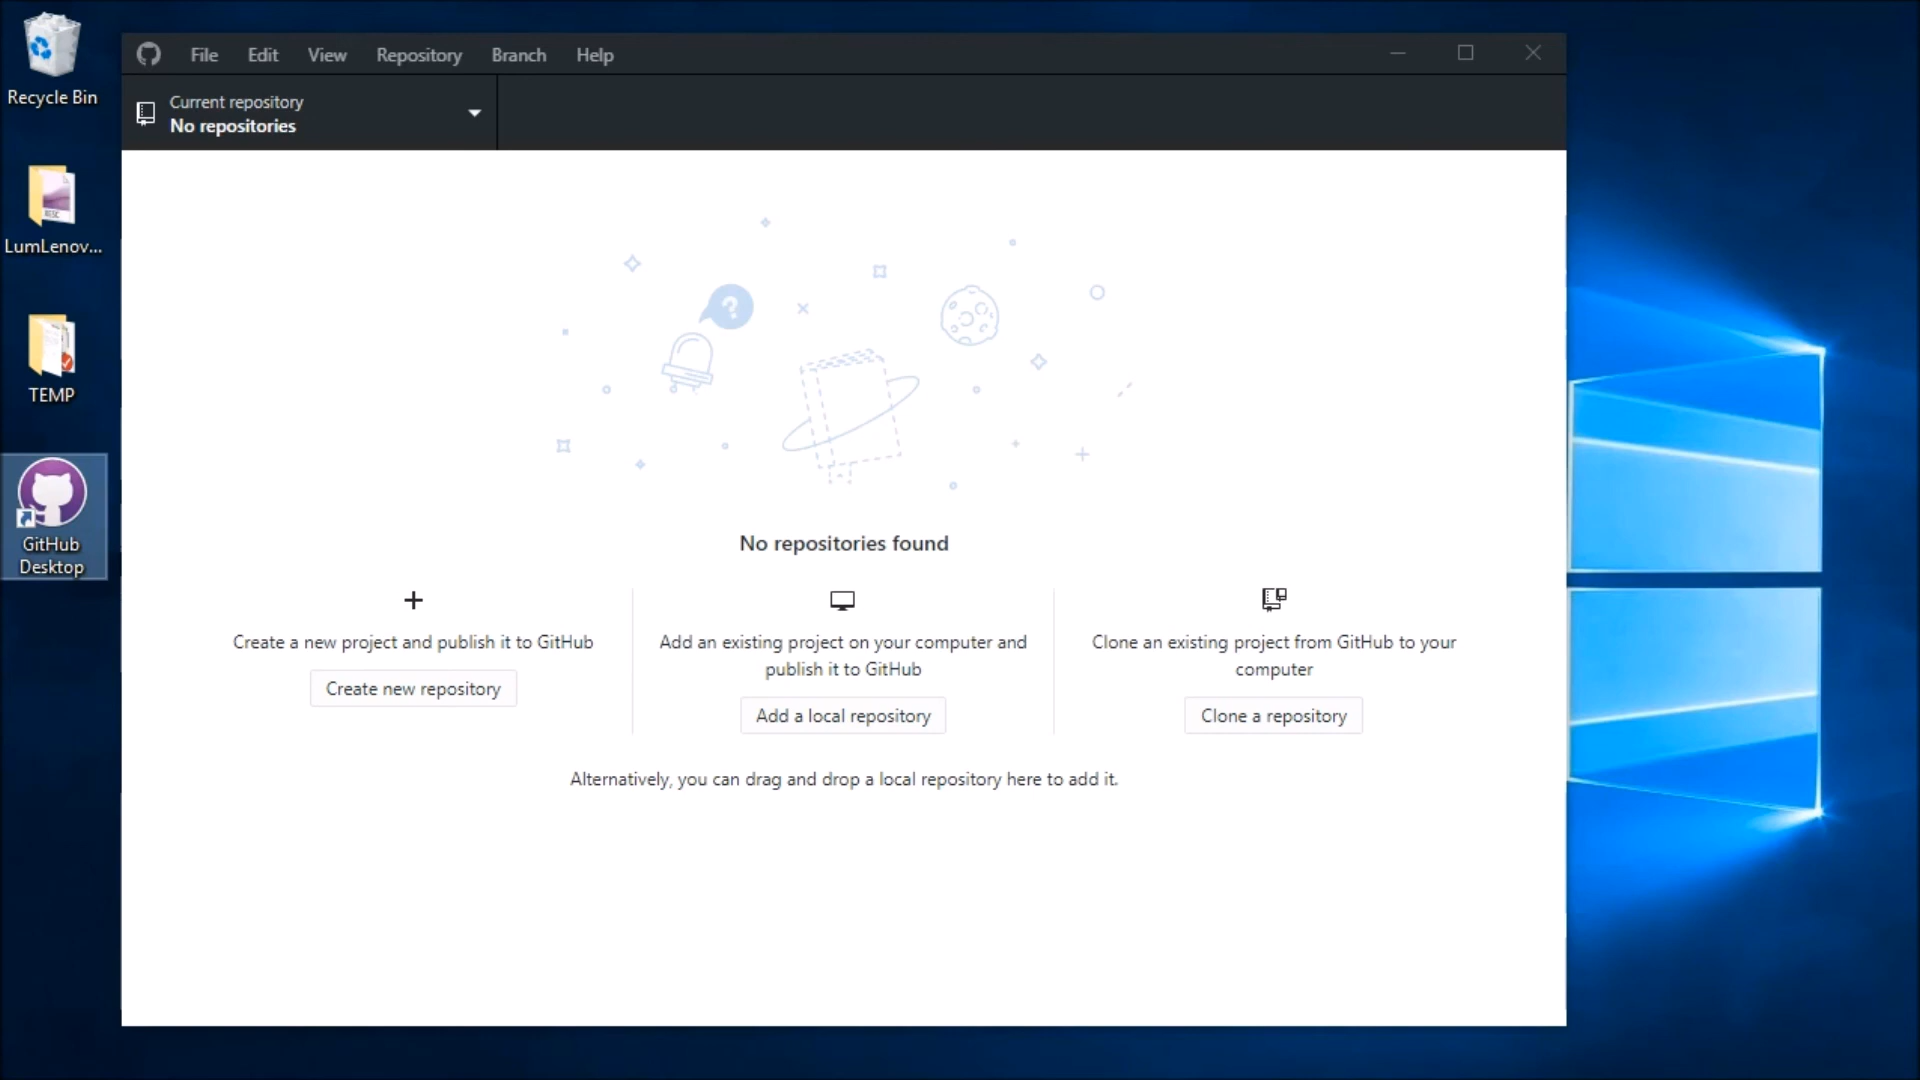 Recycle Bin
LumLenov...
TEMP
GitHub
Desktop
File Edit View Repository Branch Help
Current repository
No repositories
?
No repositories found
Create a new project and publish it to GitHub
Create new repository
Add an existing project on your computer and
publish it to GitHub
Add a local repository
Clone an existing project from GitHub to your
computer
Clone a repository
Alternatively, you can drag and drop a local repository here to add it.